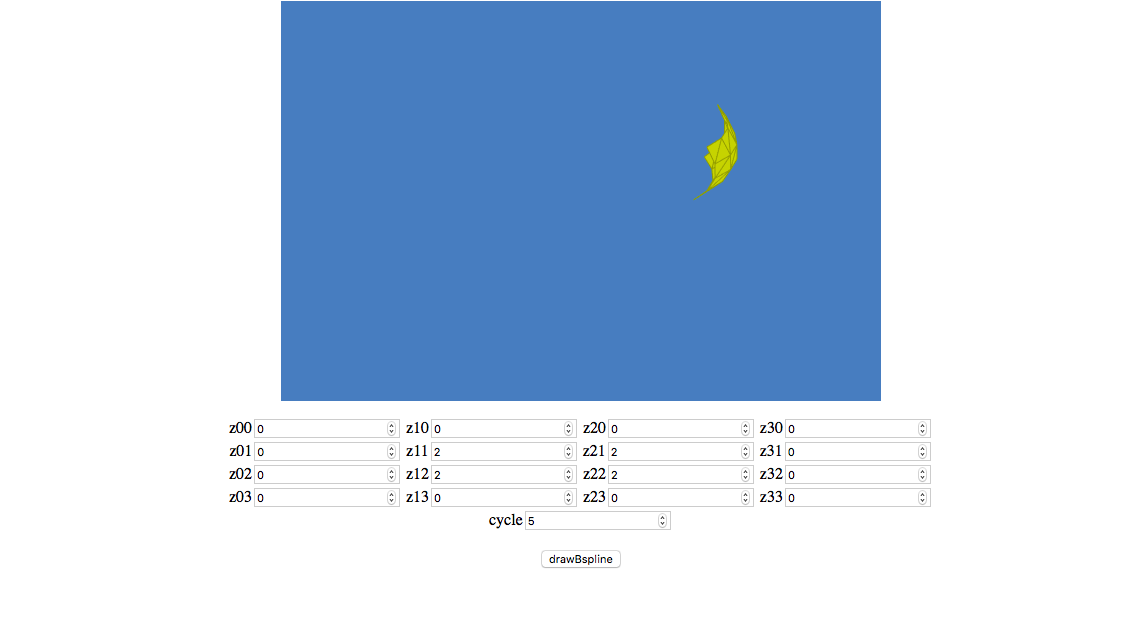 z00 0 z10 0 z20 0 z30 0
z01 0 z11 2 z21 2 z31 0
z02 0 z12 2 z22 2 z32 0
z03 0 z13 0 z23 0 z33 0
cycle 5
drawBspline